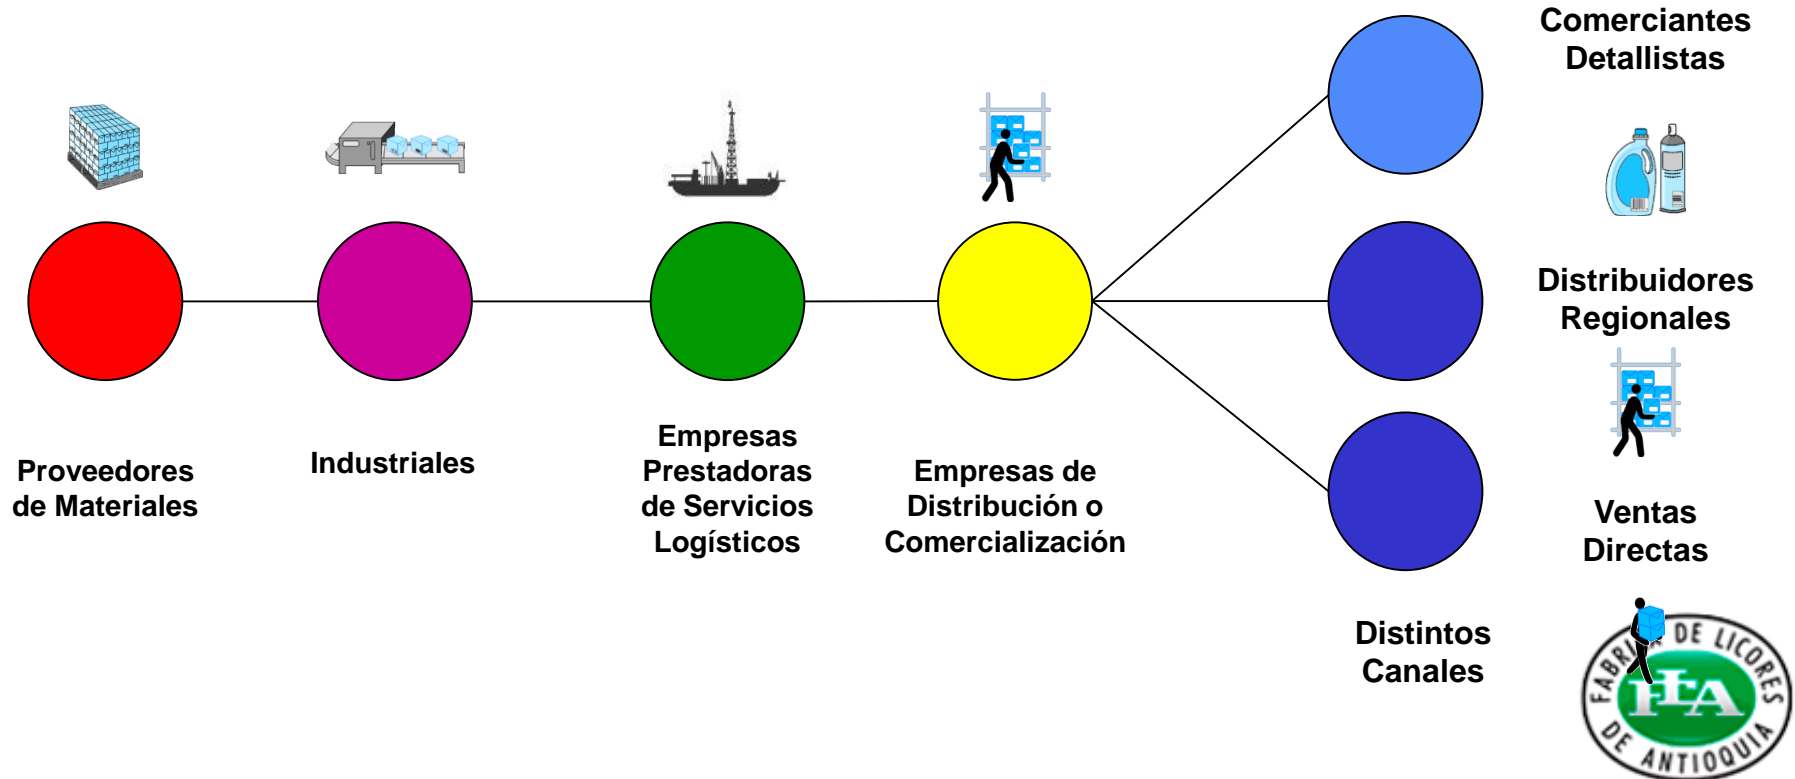 Comerciantes
Detallistas
Proveedores
de Materiales
Industriales
Empresas
Prestadoras
de Servicios
Logísticos
Empresas de
Distribución o
Comercialización
Distribuidores
Regionales
Ventas
Directas
Distintos
Canales
FABRICA DE LICORES
FLA
DE ANTIOQUIA